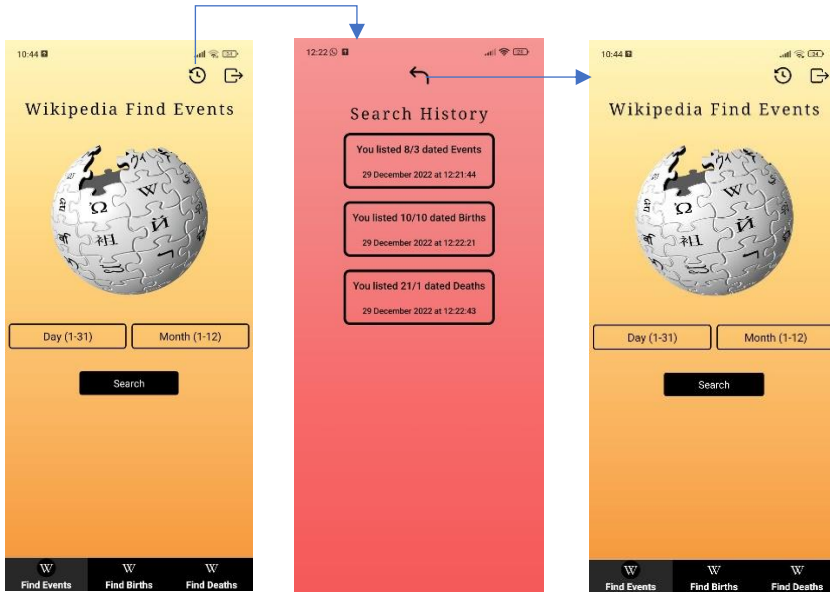 10:44
Wikipedia Find Events
Ω
W
И
Day (1-31)
Month (1-12)
Search
W
W
W
Find Events
Find Births
Find Deaths
12:22
Search History
You listed 8/3 dated Events
29 December 2022 at 12:21:44
You listed 10/10 dated Births
29 December 2022 at 12:22:21
You listed 21/1 dated Deaths
29 December 2022 at 12:22:43
10:44
Wikipedia Find Events
Ω
W
И
Day (1-31)
Month (1-12)
Search
W
W
W
Find Events
Find Births
Find Deaths